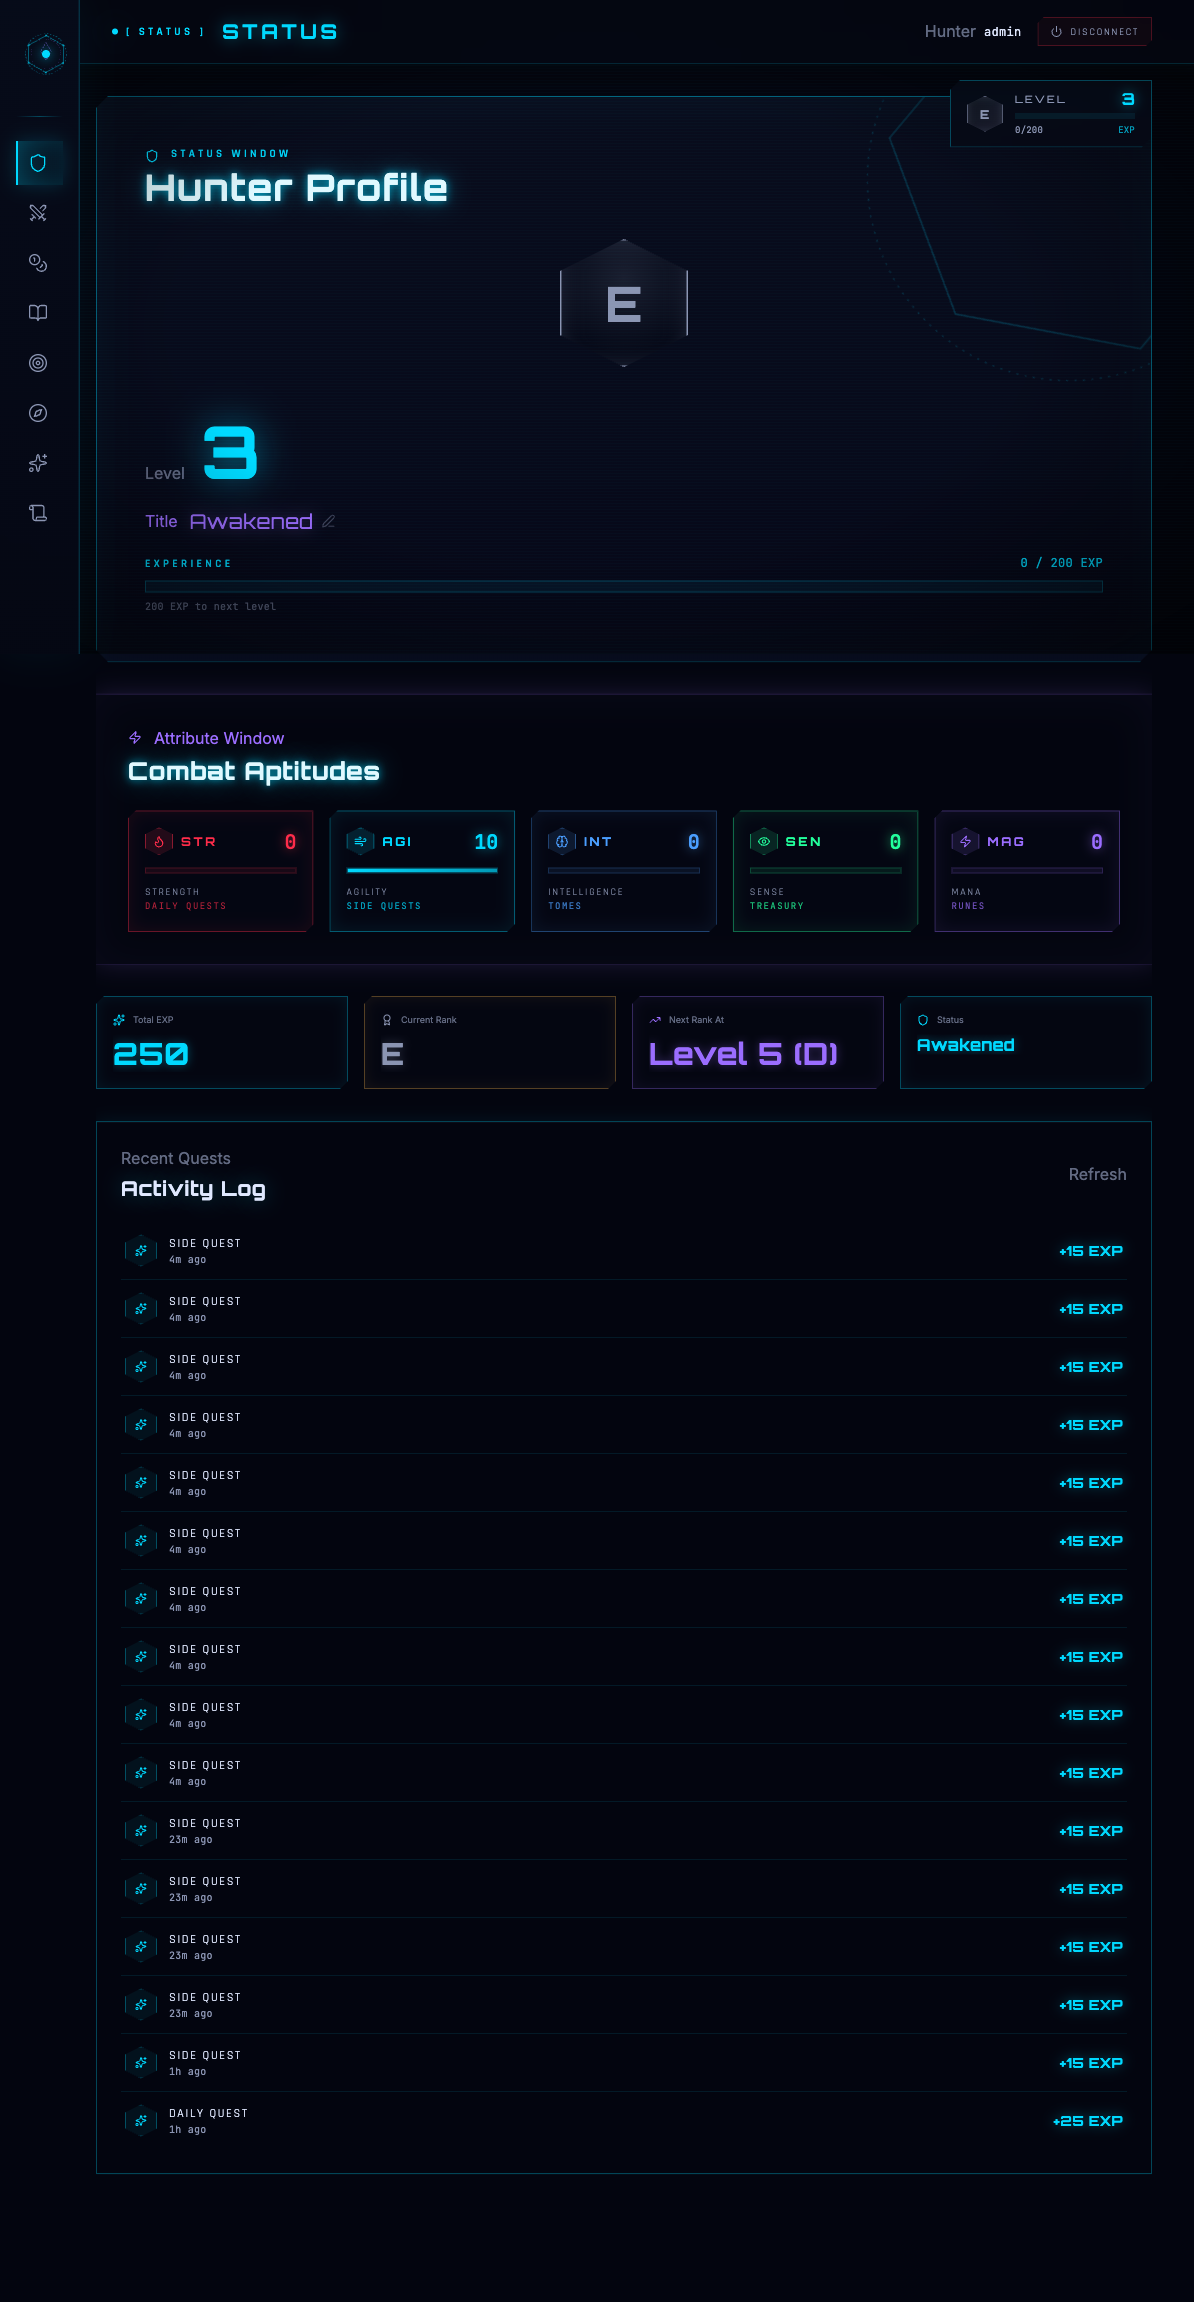 [ STATUS ] STATUS
Hunter admin
DISCONNECT
E
LEVEL 3
0/200 EXP
STATUS WINDOW
Hunter Profile
E
Level 3
Title Awakened
EXPERIENCE 0 / 200 EXP
200 EXP to next level
Attribute Window
Combat Aptitudes
STR 0
STRENGTH
DAILY QUESTS
AGI 10
AGILITY
SIDE QUESTS
INT 0
INTELLIGENCE
TOMES
SEN 0
SENSE
TREASURY
MAG 0
MANA
RUNES
Total EXP
250
Current Rank
E
Next Rank At
Level 5 (D)
Status
Awakened
Recent Quests
Activity Log
Refresh
SIDE QUEST
4m ago
+15 EXP
SIDE QUEST
4m ago
+15 EXP
SIDE QUEST
4m ago
+15 EXP
SIDE QUEST
4m ago
+15 EXP
SIDE QUEST
4m ago
+15 EXP
SIDE QUEST
4m ago
+15 EXP
SIDE QUEST
4m ago
+15 EXP
SIDE QUEST
4m ago
+15 EXP
SIDE QUEST
4m ago
+15 EXP
SIDE QUEST
4m ago
+15 EXP
SIDE QUEST
23m ago
+15 EXP
SIDE QUEST
23m ago
+15 EXP
SIDE QUEST
23m ago
+15 EXP
SIDE QUEST
23m ago
+15 EXP
SIDE QUEST
1h ago
+15 EXP
DAILY QUEST
1h ago
+25 EXP